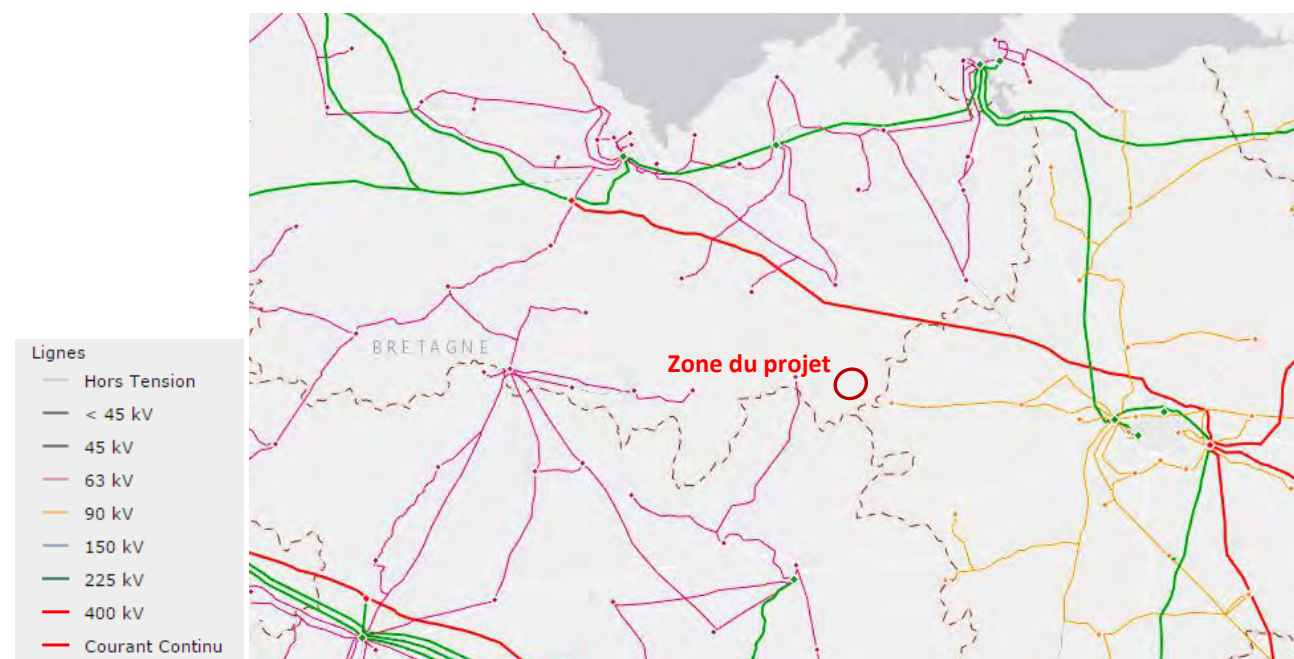 BRETAGNE
Zone du projet
Lignes
Hors Tension
< 45 kV
45 kV
63 kV
90 kV
150 kV
225 kV
400 kV
Courant Continu